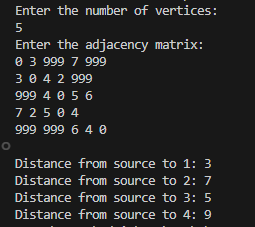 Enter the number of vertices:
5
Enter the adjacency matrix:
0 3 999 7 999
3 0 4 2 999
999 4 0 5 6
7 2 5 0 4
999 999 6 4 0
Distance from source to 1: 3
Distance from source to 2: 7
Distance from source to 3: 5
Distance from source to 4: 9